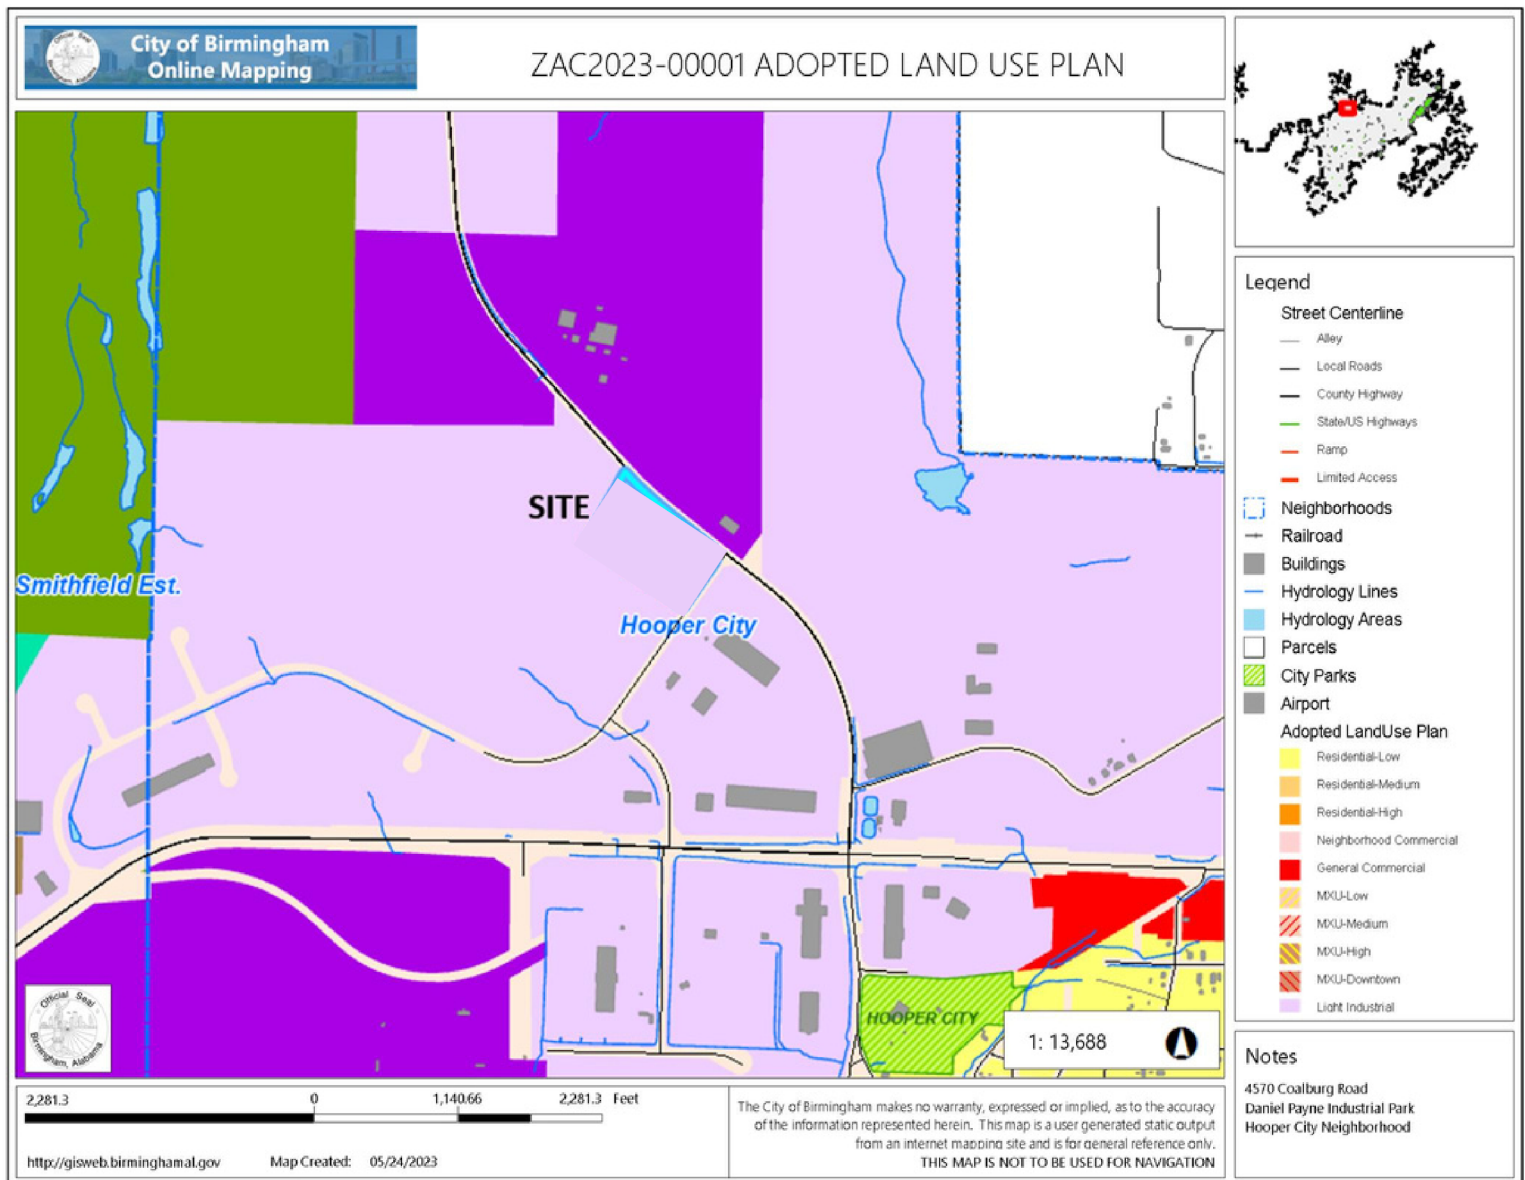 City of Birmingham
Online Mapping
ZAC2023-00001 ADOPTED LAND USE PLAN
SITE
Smithfield Est.
Hooper City
HOOPER CITY
1: 13,688
Official Seal
Birmingham, Alabama
Legend
Street Centerline
Alley
Local Roads
County Highway
State/US Highways
Ramp
Limited Access
Neighborhoods
Railroad
Buildings
Hydrology Lines
Hydrology Areas
Parcels
City Parks
Airport
Adopted LandUse Plan
Residential-Low
Residential-Medium
Residential-High
Neighborhood Commercial
General Commercial
MXU-Low
MXU-Medium
MXU-High
MXU-Downtown
Light Industrial
Notes
4570 Coalburg Road
Daniel Payne Industrial Park
Hooper City Neighborhood
2,281.3 0 1,140.66 2,281.3 Feet
http://gisweb.birminghamal.gov Map Created: 05/24/2023
The City of Birmingham makes no warranty, expressed or implied, as to the accuracy
of the information represented herein. This map is a user generated static output
from an internet mapping site and is for general reference only.
THIS MAP IS NOT TO BE USED FOR NAVIGATION